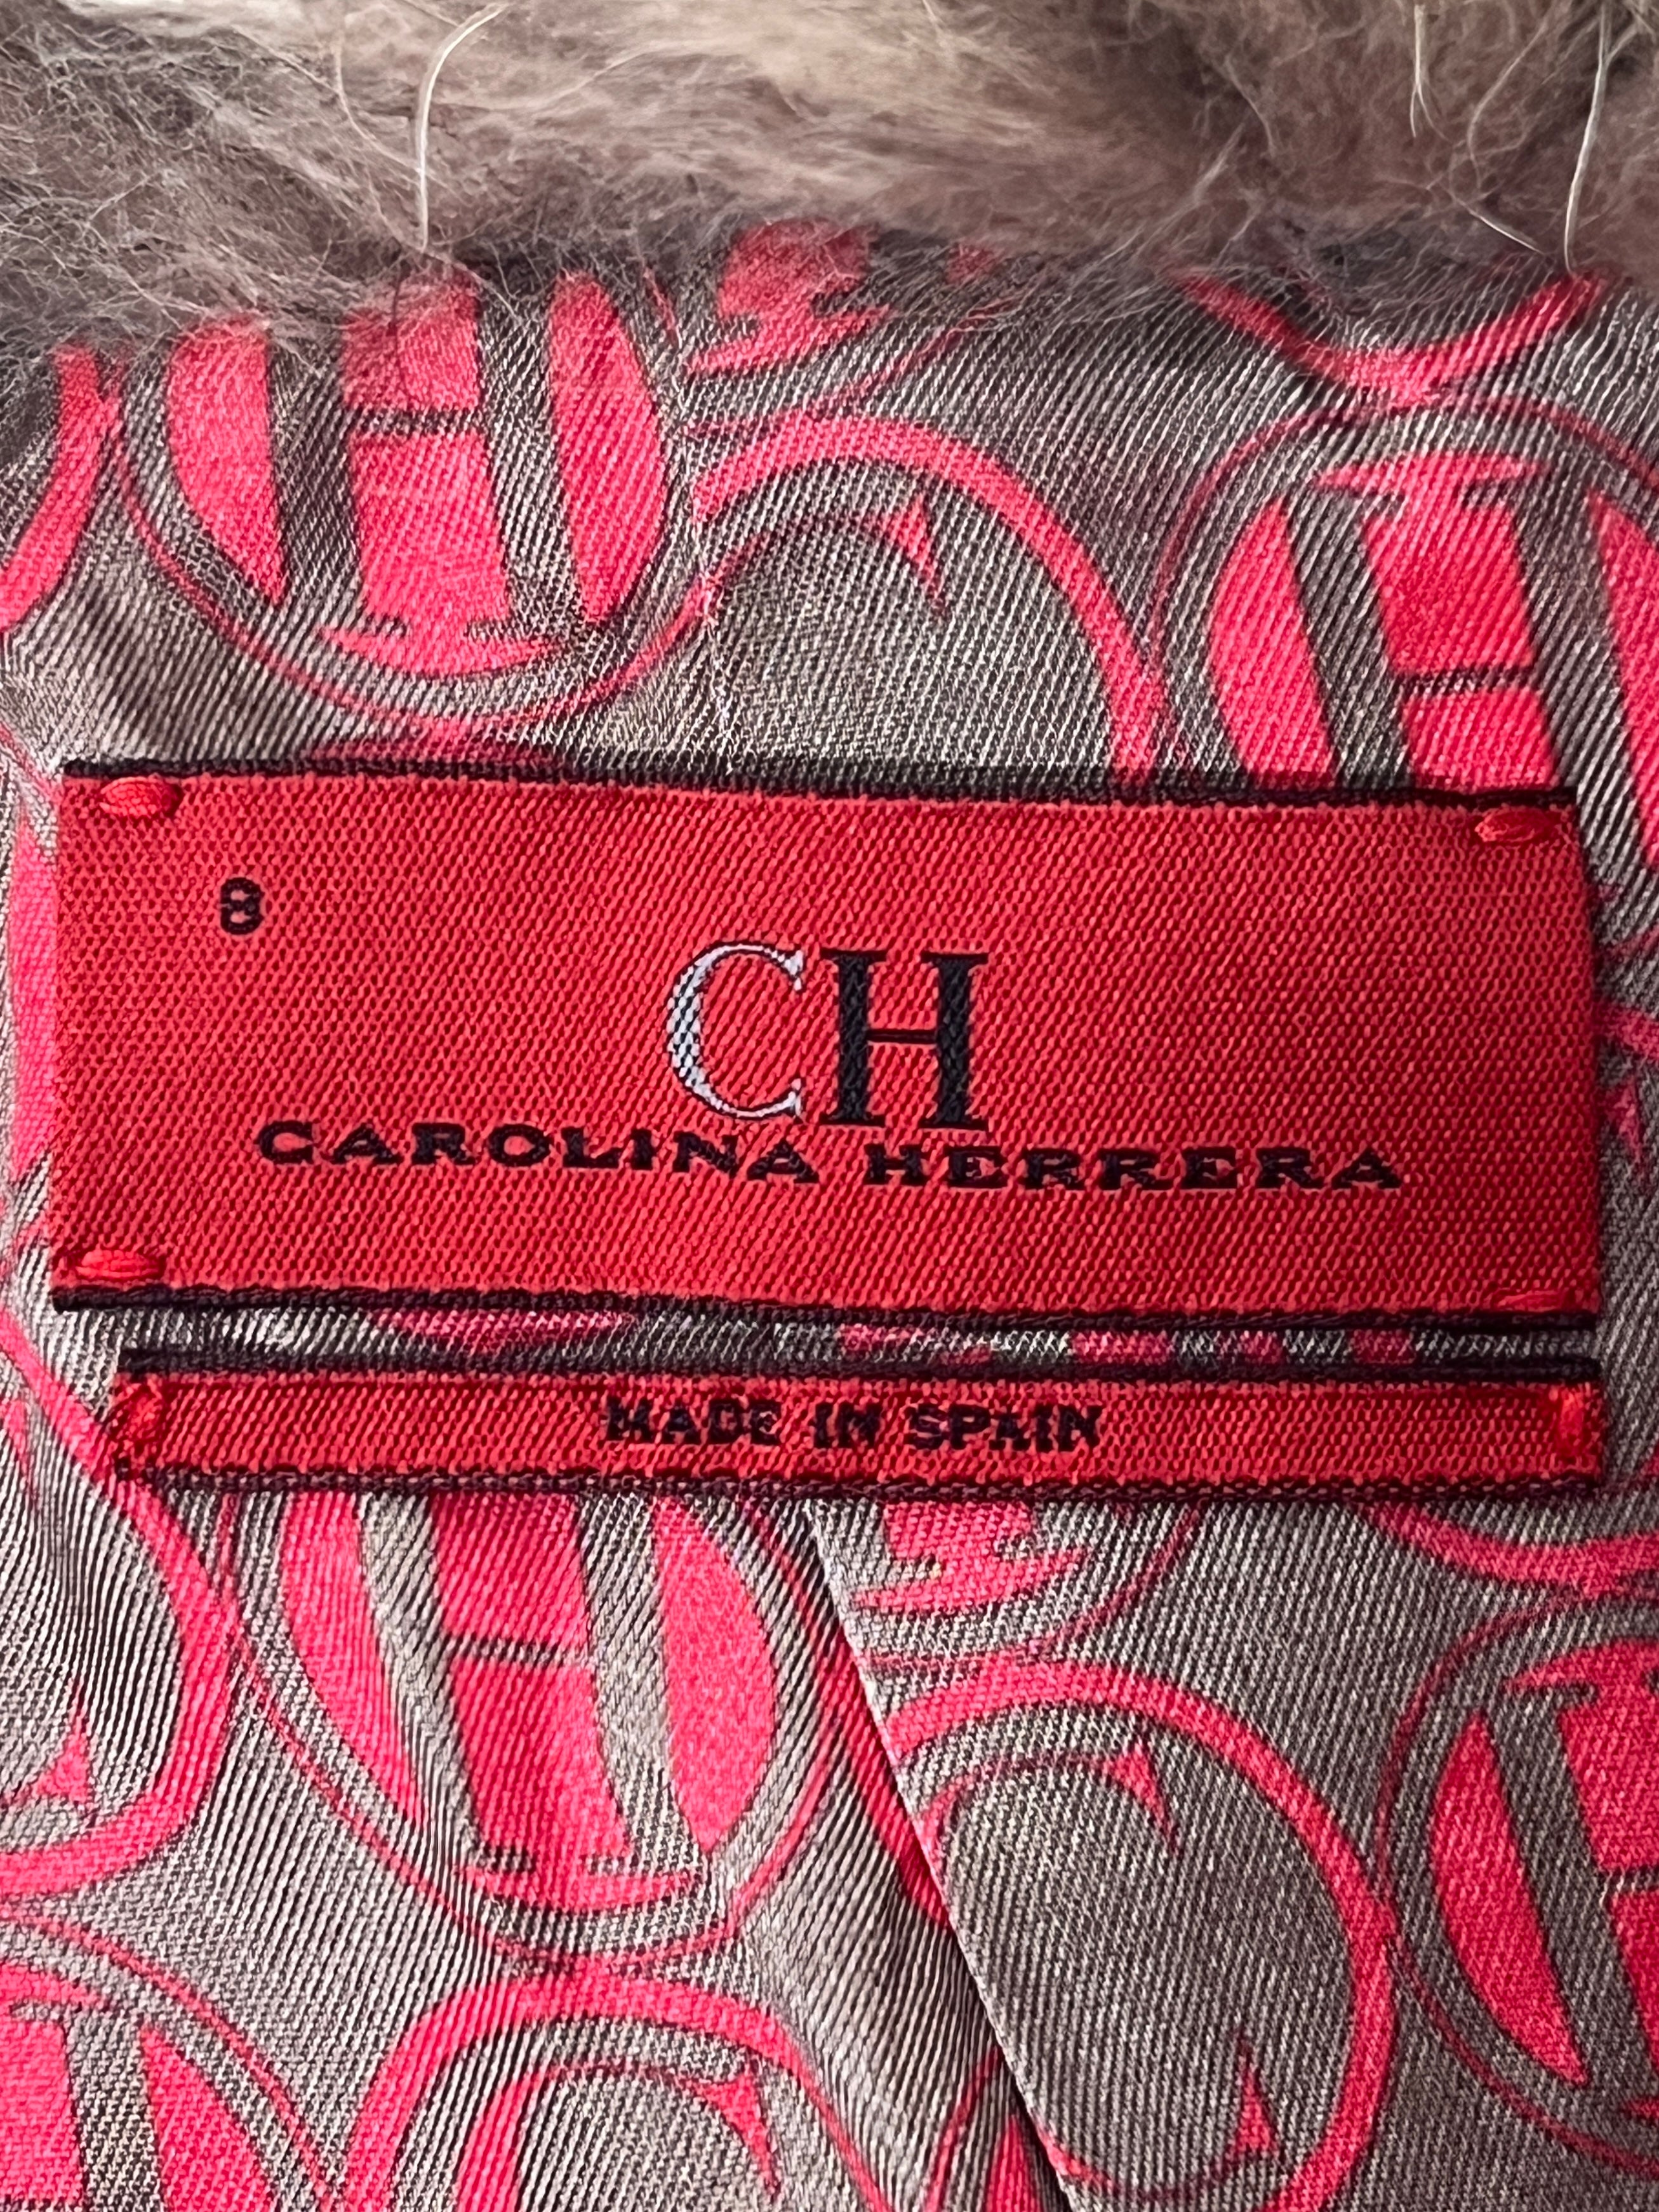 8
CH
CAROLINA HERRERA
MADE IN SPAIN